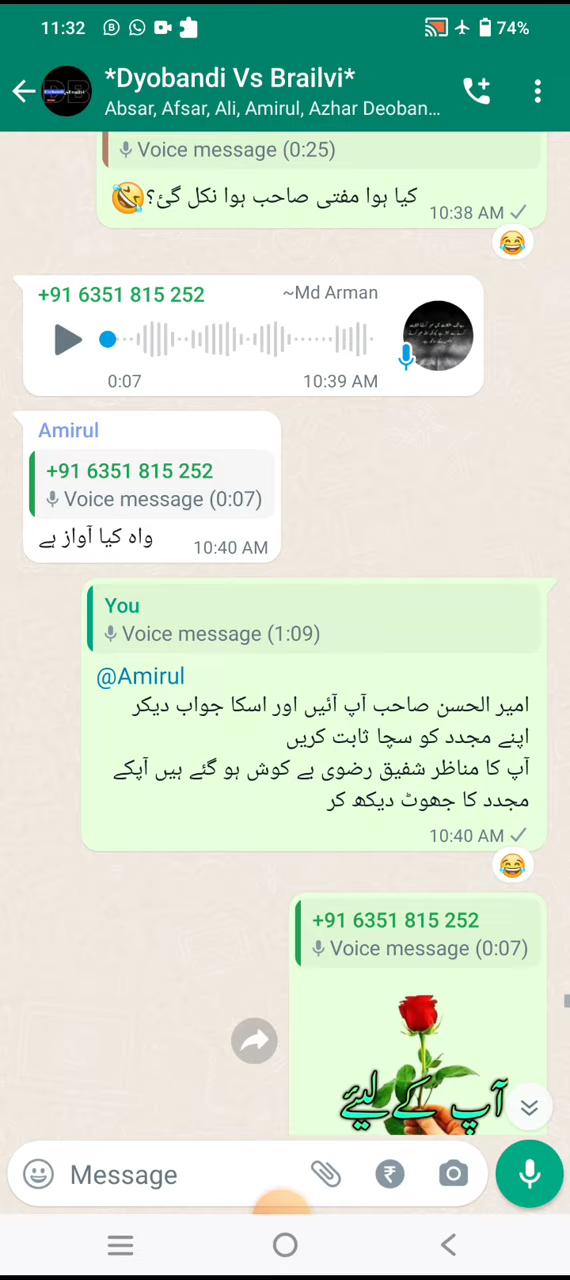 11:32
74%
*Dyobandi Vs Brailvi*
Absar, Afsar, Ali, Amirul, Azhar Deoban...
Voice message (0:25)
کیا ہوا مفتی صاحب ہوا نکل گئ؟🤣
10:38 AM
😂
+91 6351 815 252
~Md Arman
0:07
10:39 AM
Amirul
+91 6351 815 252
Voice message (0:07)
واہ کیا آواز ہے
10:40 AM
You
Voice message (1:09)
@Amirul
امیر الحسن صاحب آپ آئیں اور اسکا جواب دیکر
اپنے مجدد کو سچا ثابت کریں
آپ کا مناظر شفیق رضوی بے کوش ہو گئے ہیں آپکے
مجدد کا جھوٹ دیکھ کر
10:40 AM
😂
+91 6351 815 252
Voice message (0:07)
آپ کے لیئے
Message